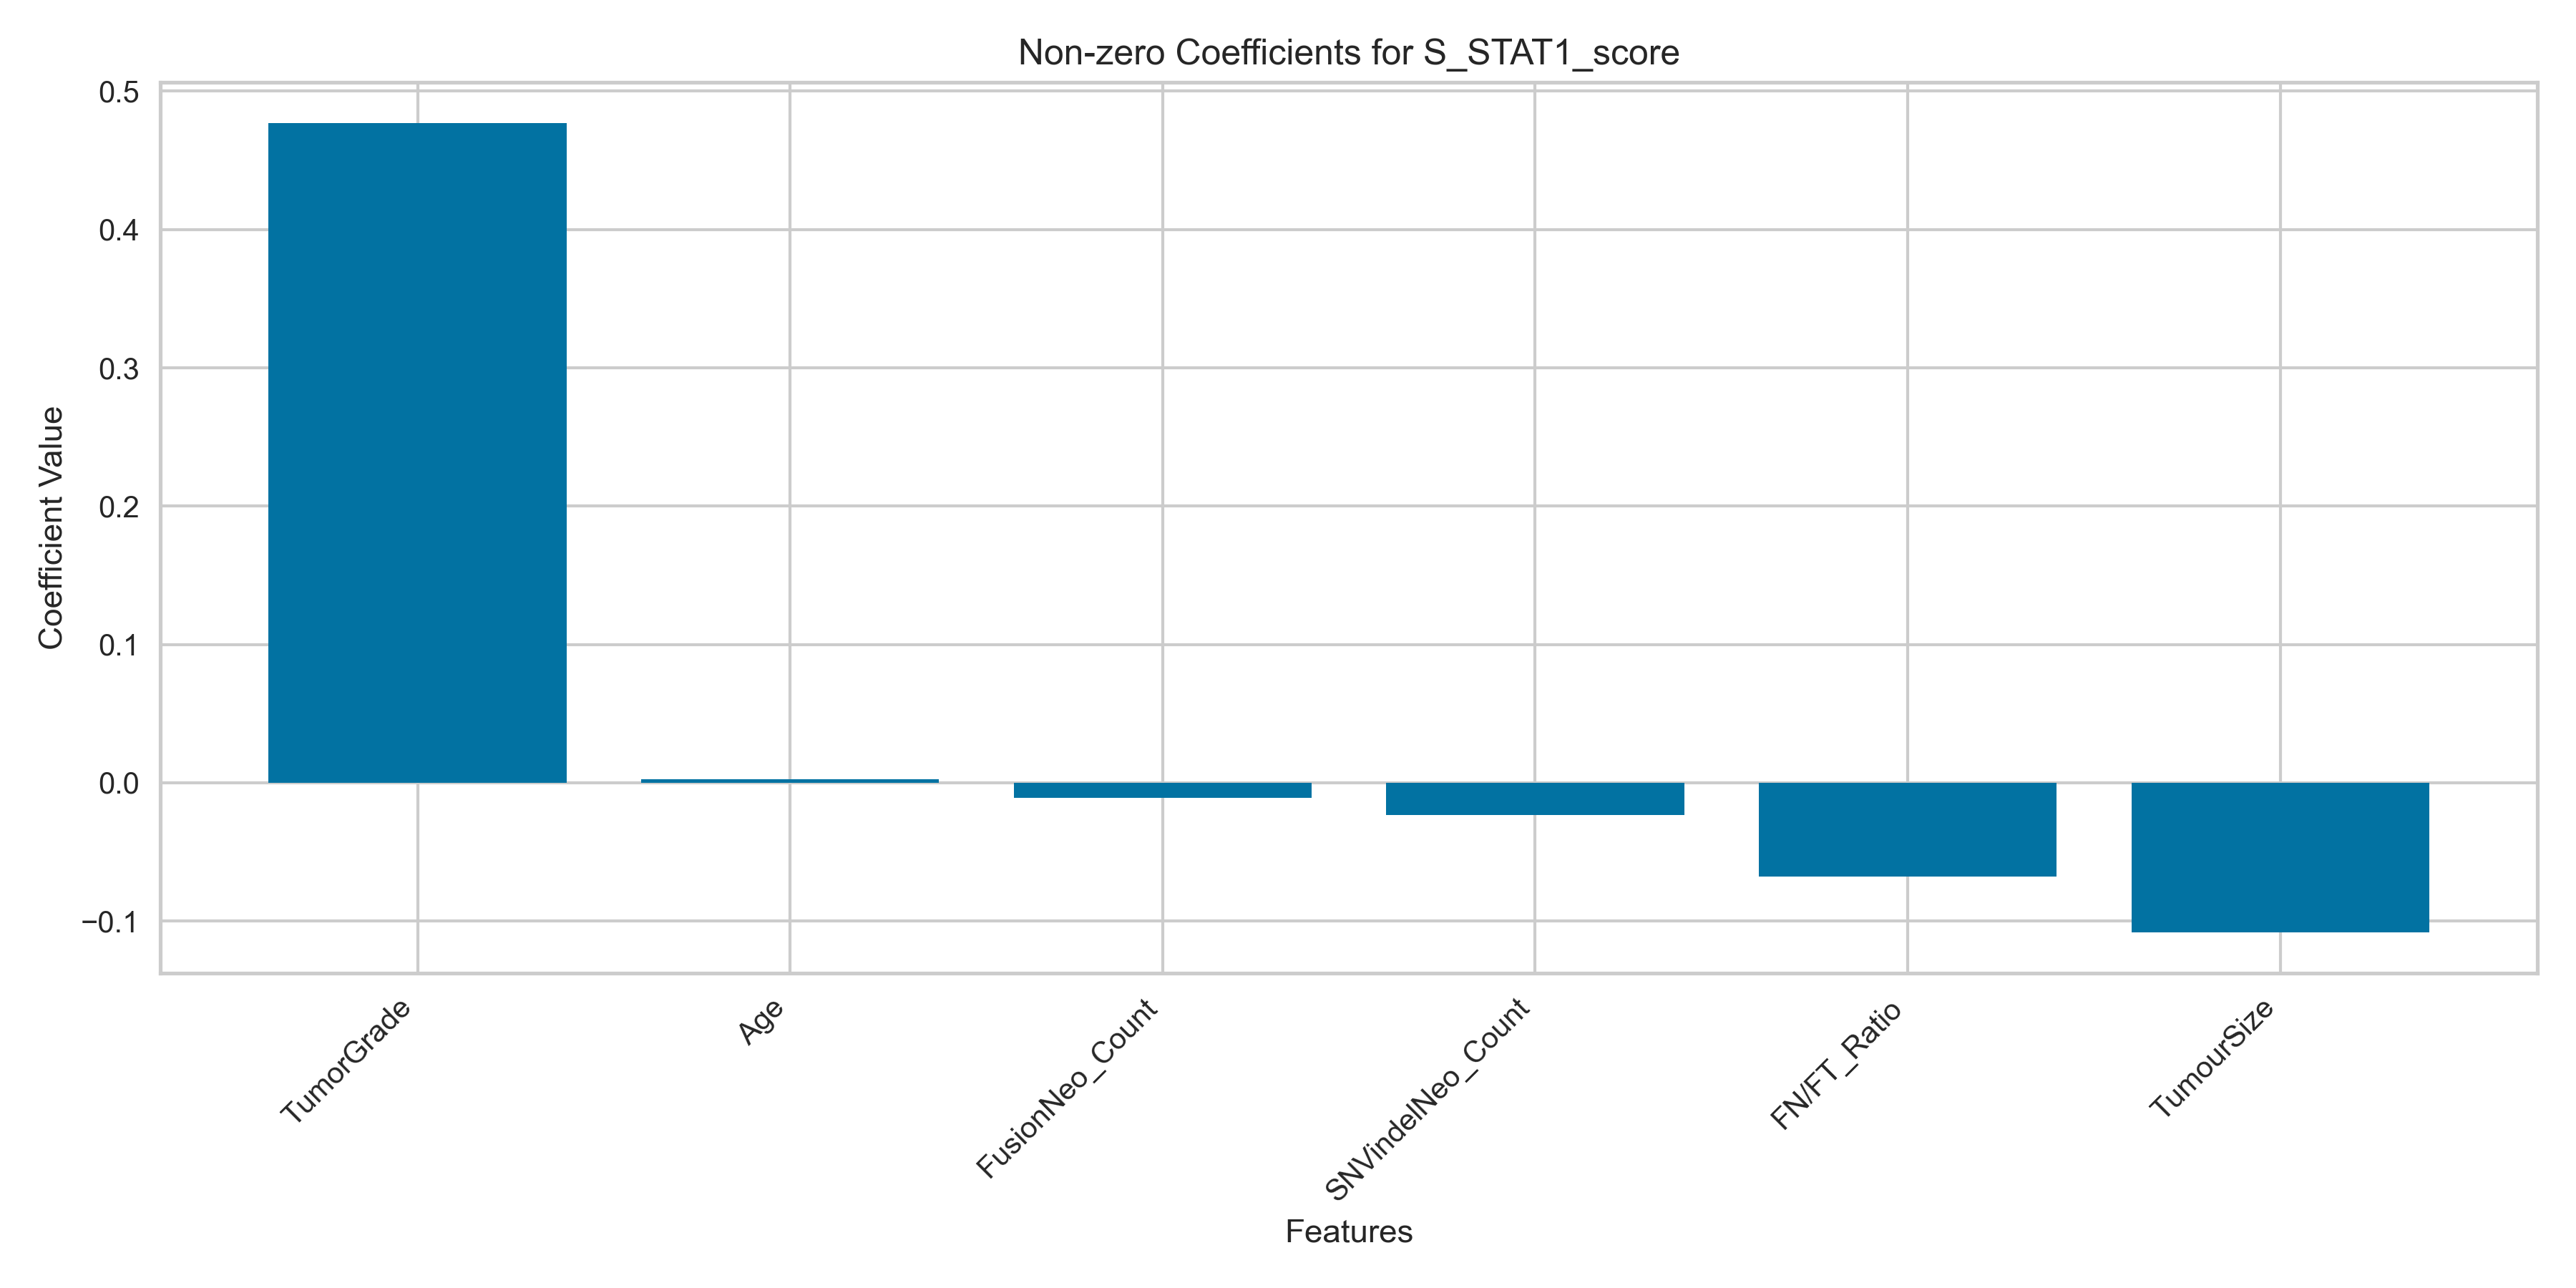 Non-zero Coefficients for S_STAT1_score
Coefficient Value
0.5
0.4
0.3
0.2
0.1
0.0
−0.1
TumorGrade
Age
FusionNeo_Count
SNVindelNeo_Count
FN/FT_Ratio
TumourSize
Features